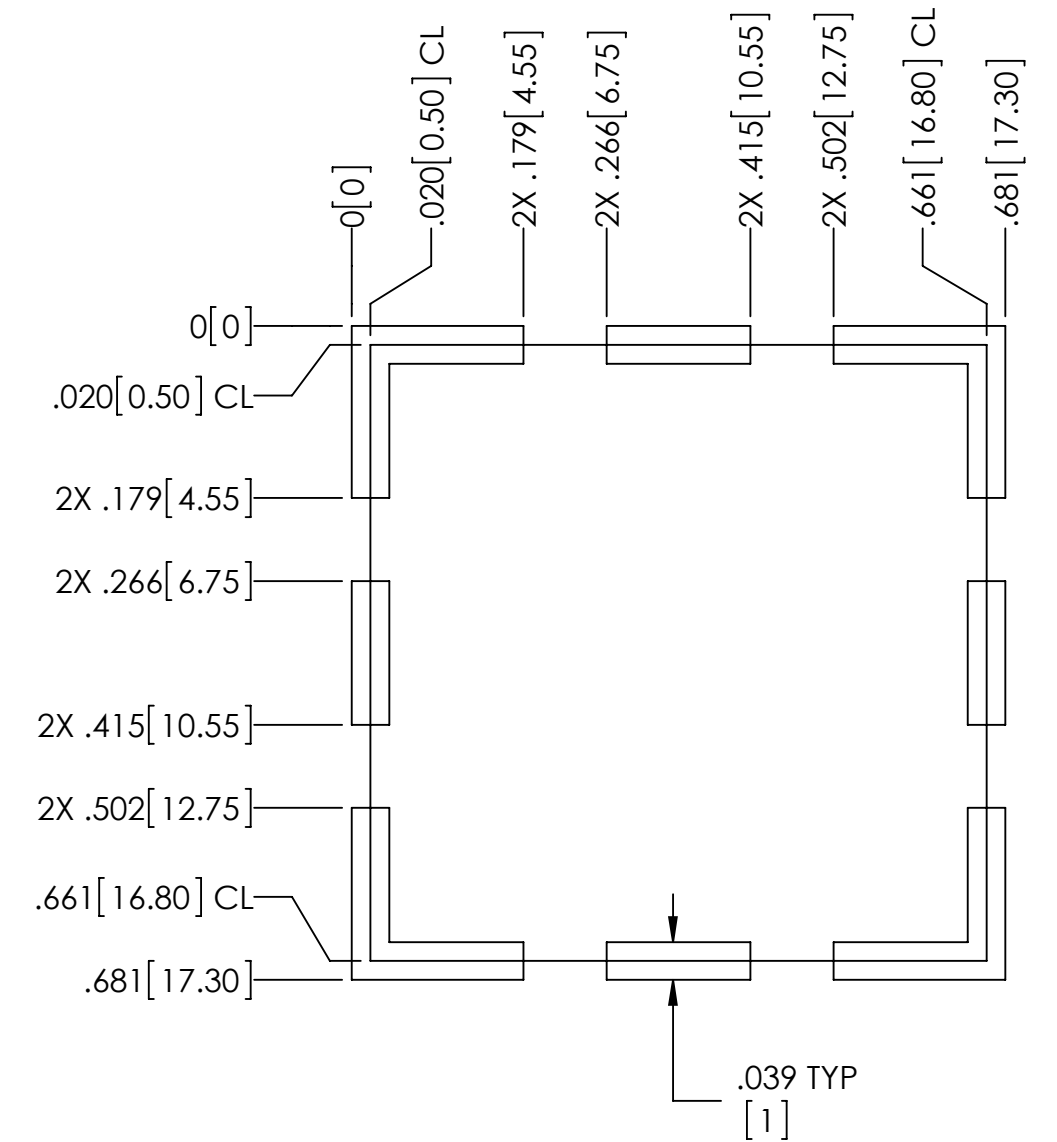 0[0]
.020[0.50] CL
2X .179[4.55]
2X .266[6.75]
2X .415[10.55]
2X .502[12.75]
.661[16.80] CL
.681[17.30]
0[0]
.020[0.50] CL
2X .179[4.55]
2X .266[6.75]
2X .415[10.55]
2X .502[12.75]
.661[16.80] CL
.681[17.30]
.039 TYP
[1]